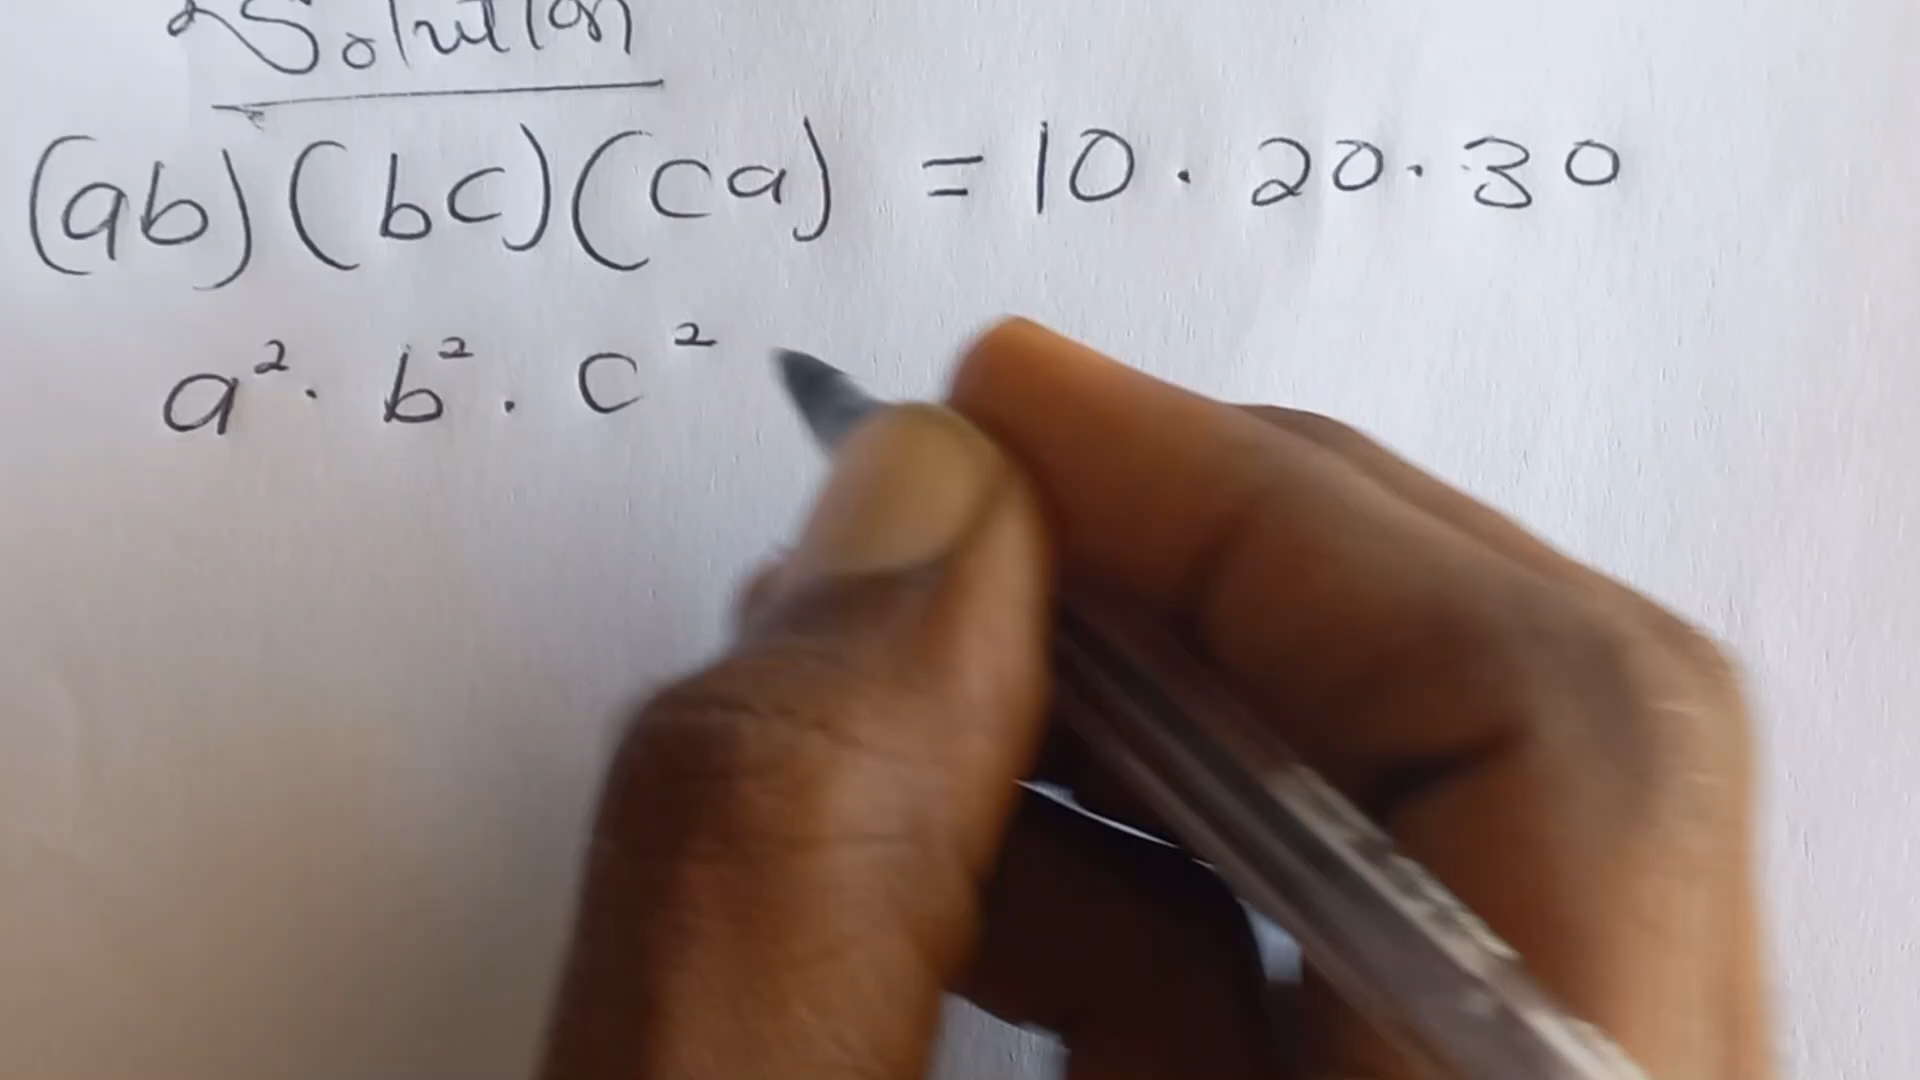 Solution
(ab)(bc)(ca) = 10 . 20 . 30
a² . b² . c²